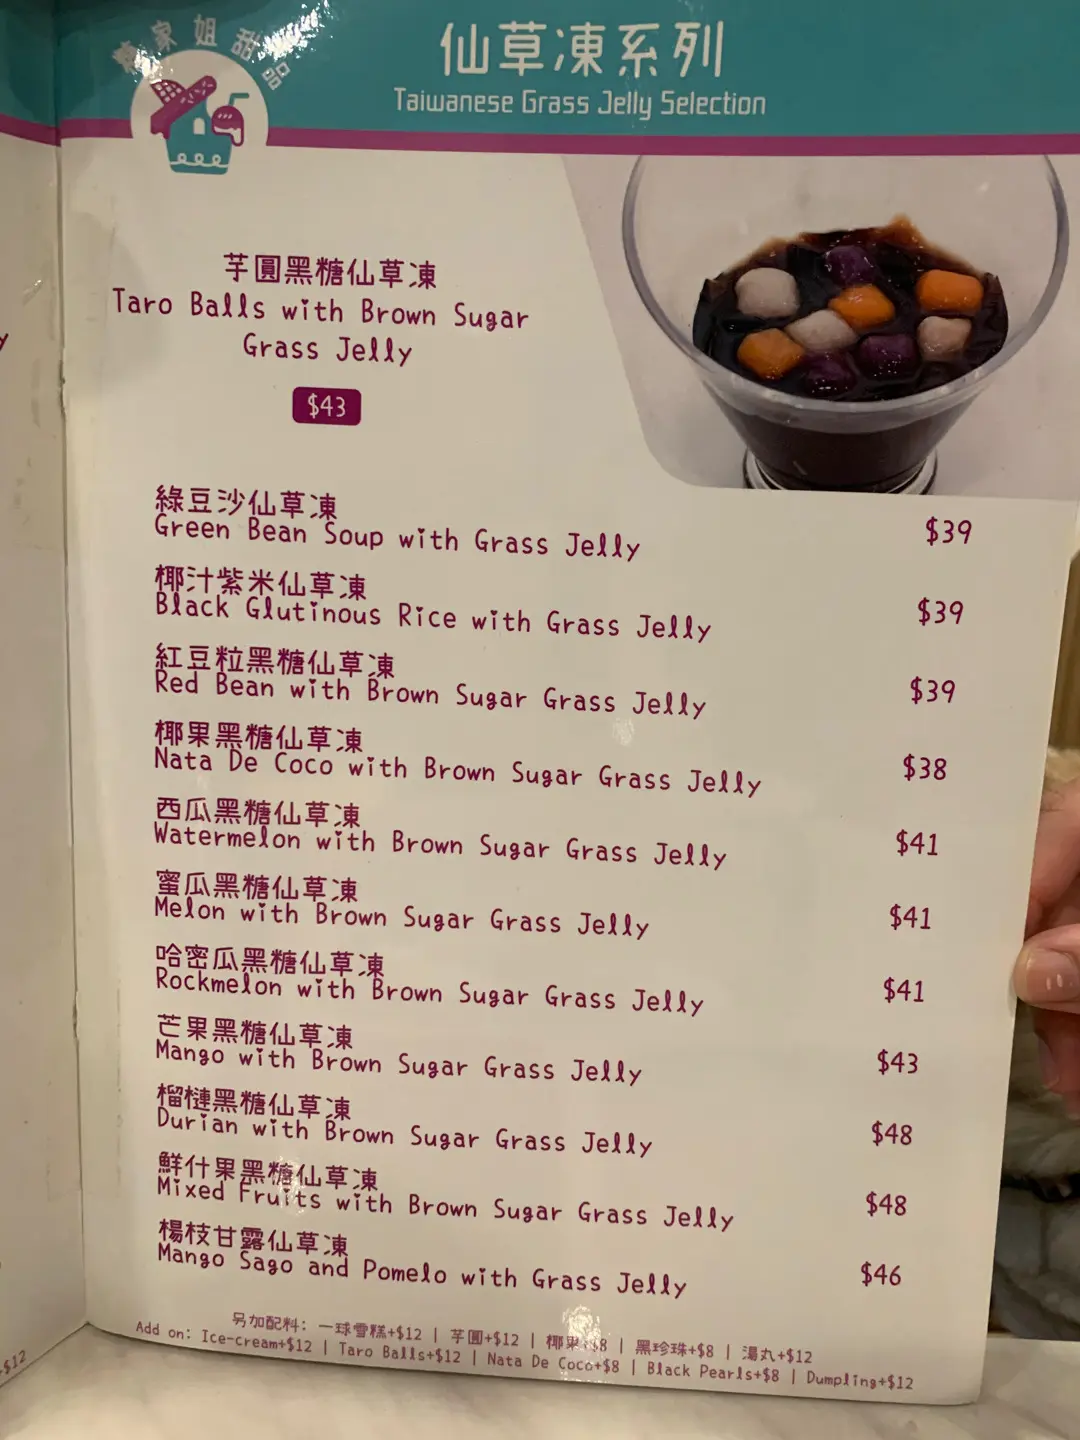 家姐甜品
仙草凍系列
Taiwanese Grass Jelly Selection
芋圓黑糖仙草凍
Taro Balls with Brown Sugar
Grass Jelly
$43
綠豆沙仙草凍
Green Bean Soup with Grass Jelly $39
椰汁紫米仙草凍
Black Glutinous Rice with Grass Jelly $39
紅豆粒黑糖仙草凍
Red Bean with Brown Sugar Grass Jelly $39
椰果黑糖仙草凍
Nata De Coco with Brown Sugar Grass Jelly $38
西瓜黑糖仙草凍
Watermelon with Brown Sugar Grass Jelly $41
蜜瓜黑糖仙草凍
Melon with Brown Sugar Grass Jelly $41
哈密瓜黑糖仙草凍
Rockmelon with Brown Sugar Grass Jelly $41
芒果黑糖仙草凍
Mango with Brown Sugar Grass Jelly $43
榴槤黑糖仙草凍
Durian with Brown Sugar Grass Jelly $48
鮮什果黑糖仙草凍
Mixed Fruits with Brown Sugar Grass Jelly $48
楊枝甘露仙草凍
Mango Sago and Pomelo with Grass Jelly $46
另加配料: 一球雪糕+$12 | 芋圓+$12 | 椰果+$8 | 黑珍珠+$8 | 湯丸+$12
Add on: Ice-cream+$12 | Taro Balls+$12 | Nata De Coco+$8 | Black Pearls+$8 | Dumpling+$12
+$12